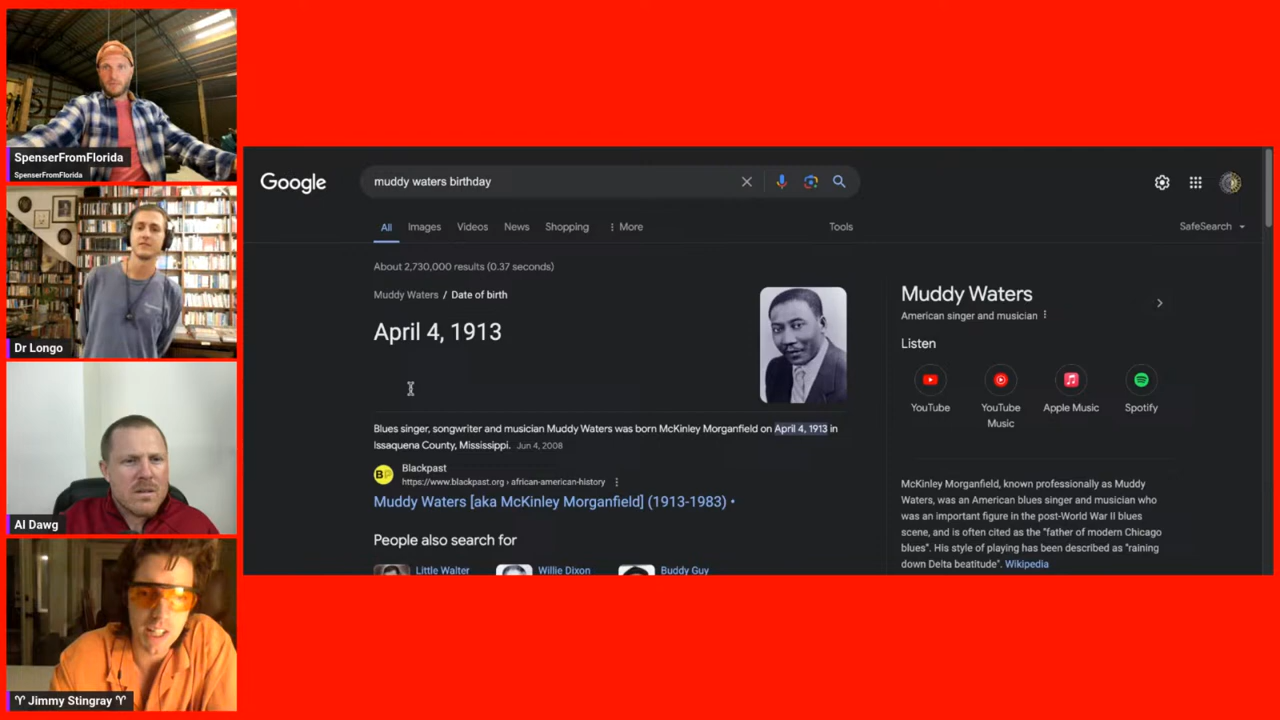 SpenserFromFlorida
SpenserFromFlorida
Dr Longo
Al Dawg
♈ Jimmy Stingray ♈
Google
muddy waters birthday
All Images Videos News Shopping More Tools
SafeSearch
About 2,730,000 results (0.37 seconds)
Muddy Waters / Date of birth
April 4, 1913
Blues singer, songwriter and musician Muddy Waters was born McKinley Morganfield on April 4, 1913 in
Issaquena County, Mississippi. Jun 4, 2008
BP
Blackpast
https://www.blackpast.org › african-american-history
Muddy Waters [aka McKinley Morganfield] (1913-1983) •
People also search for
Little Walter Willie Dixon Buddy Guy
Muddy Waters
American singer and musician
Listen
YouTube YouTube Music Apple Music Spotify
McKinley Morganfield, known professionally as Muddy
Waters, was an American blues singer and musician who
was an important figure in the post-World War II blues
scene, and is often cited as the "father of modern Chicago
blues". His style of playing has been described as "raining
down Delta beatitude". Wikipedia